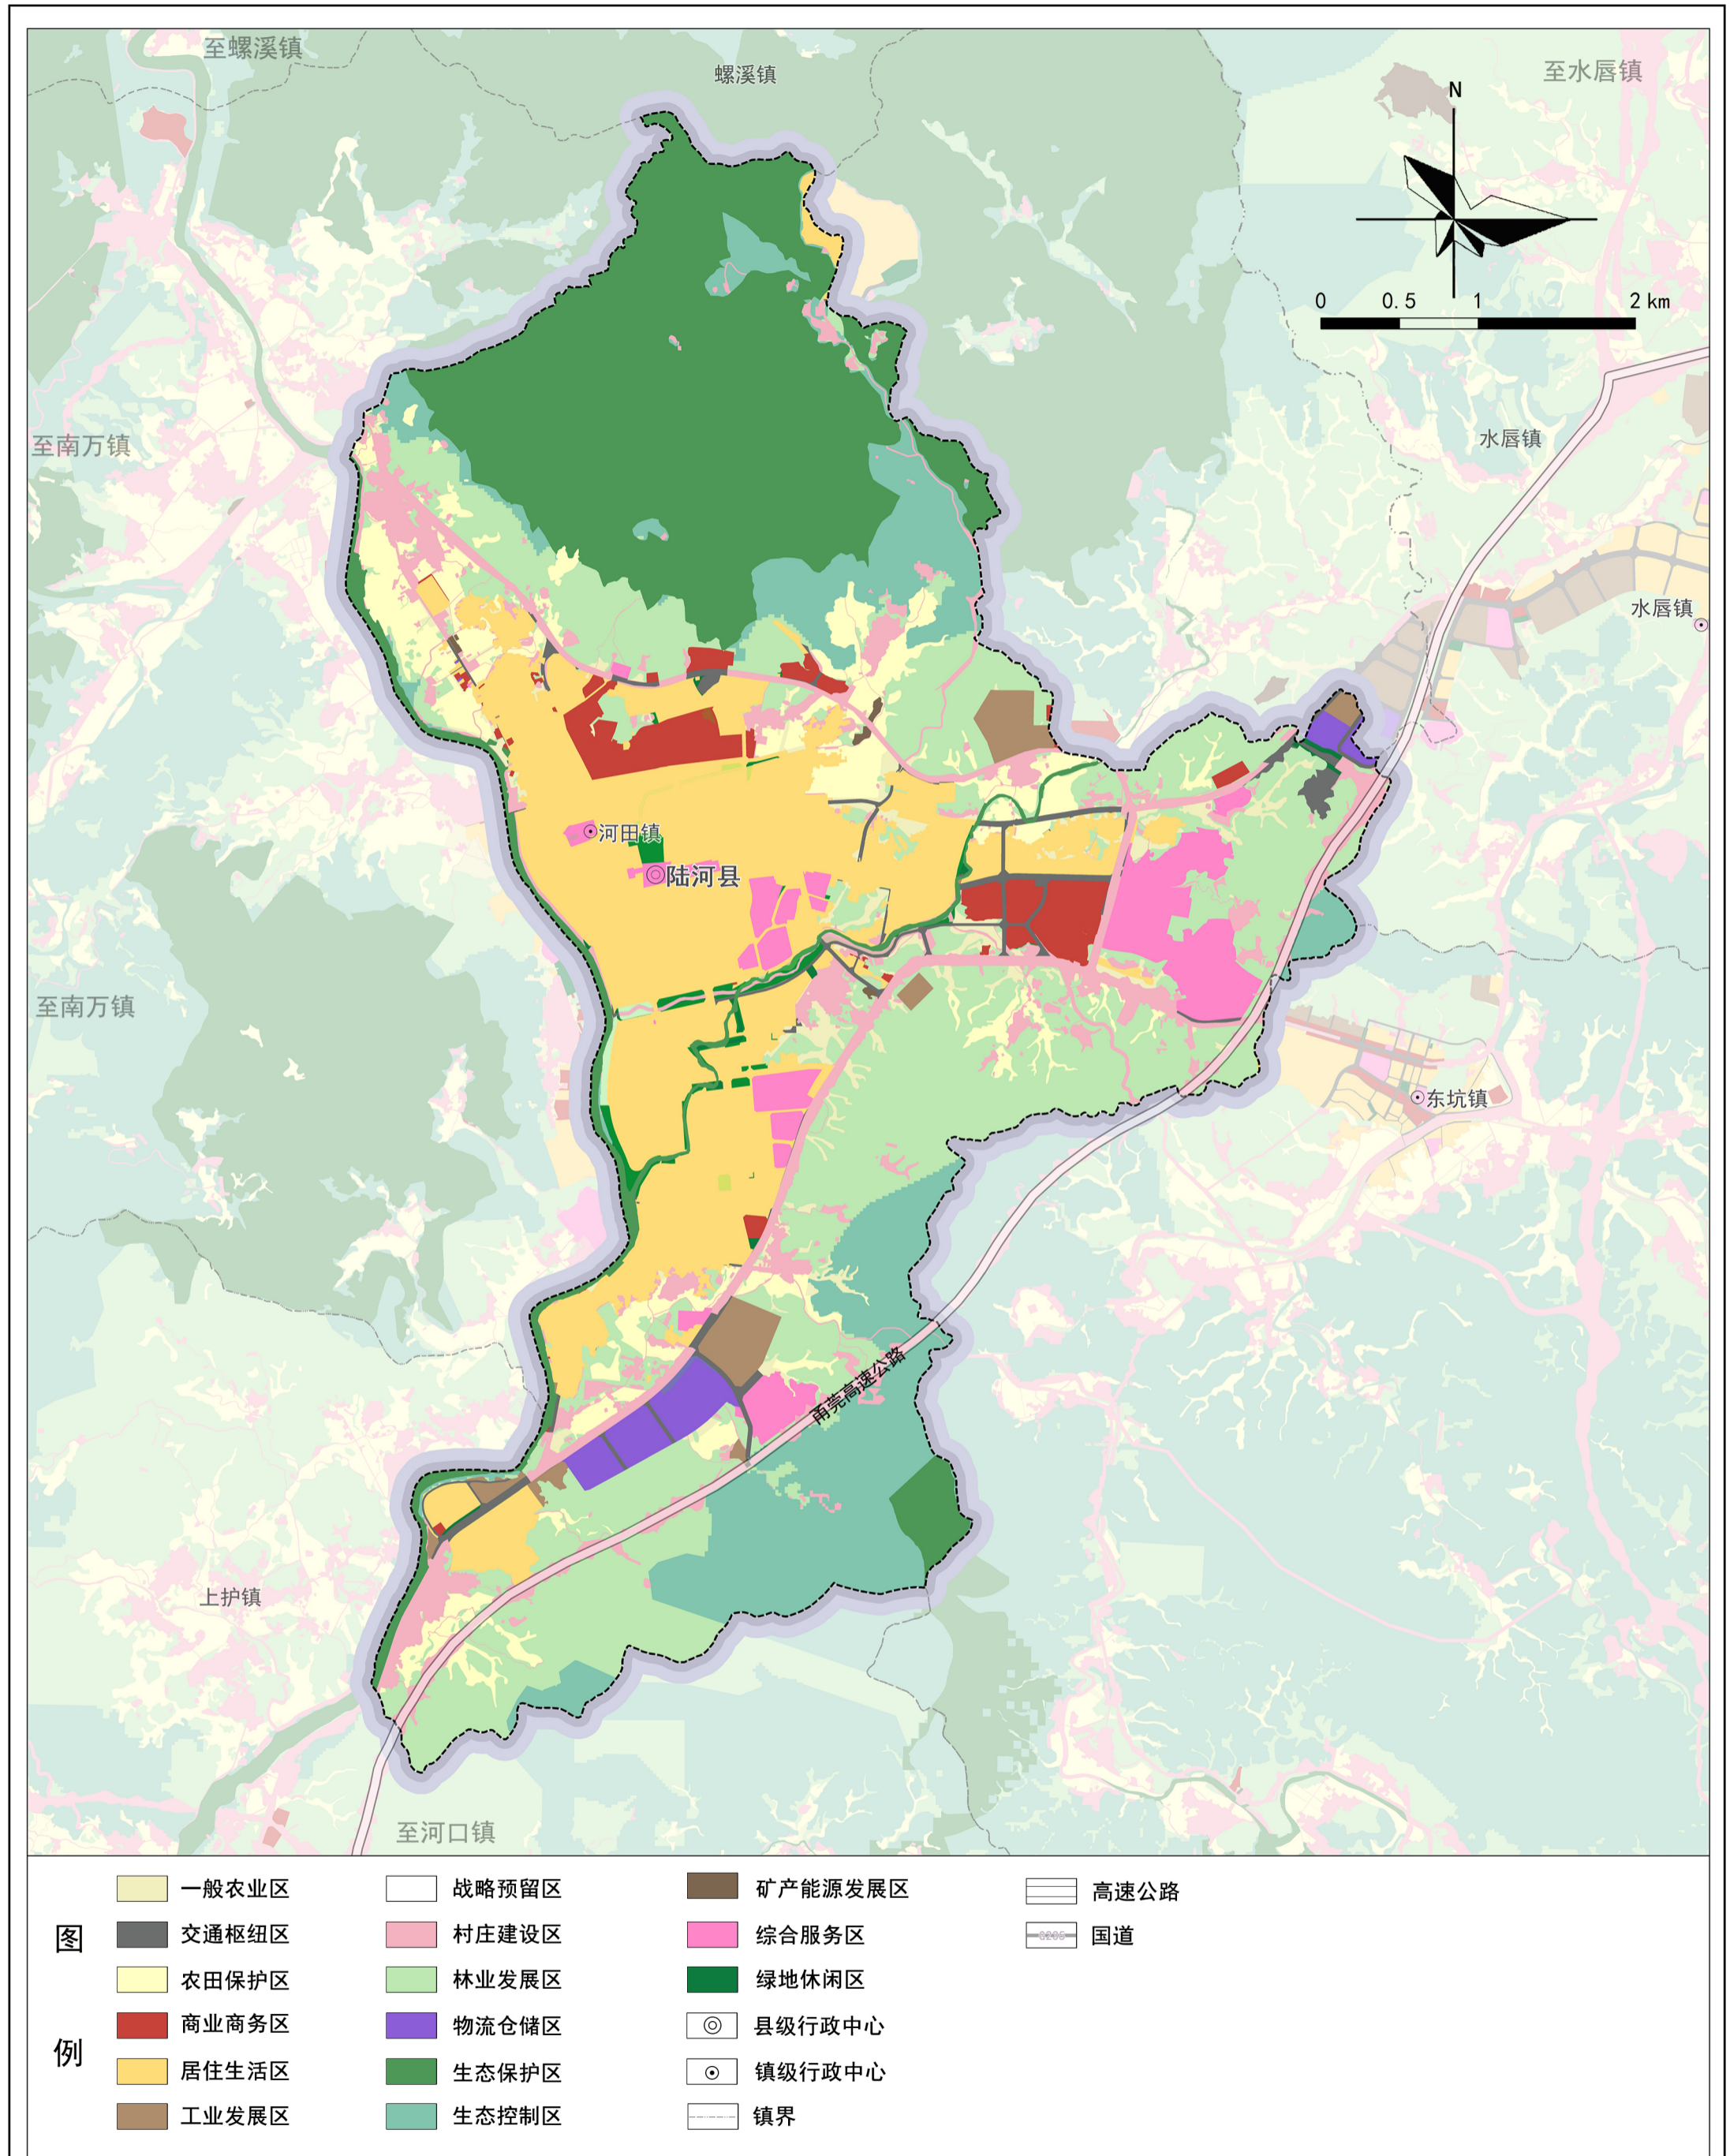 至螺溪镇
螺溪镇
至水唇镇
N
0 0.5 1 2 km
至南万镇
水唇镇
水唇镇
河田镇
陆河县
至南万镇
东坑镇
甬莞高速公路
上护镇
至河口镇
图例
一般农业区
交通枢纽区
农田保护区
商业商务区
居住生活区
工业发展区
战略预留区
村庄建设区
林业发展区
物流仓储区
生态保护区
生态控制区
矿产能源发展区
综合服务区
绿地休闲区
县级行政中心
镇级行政中心
镇界
高速公路
国道